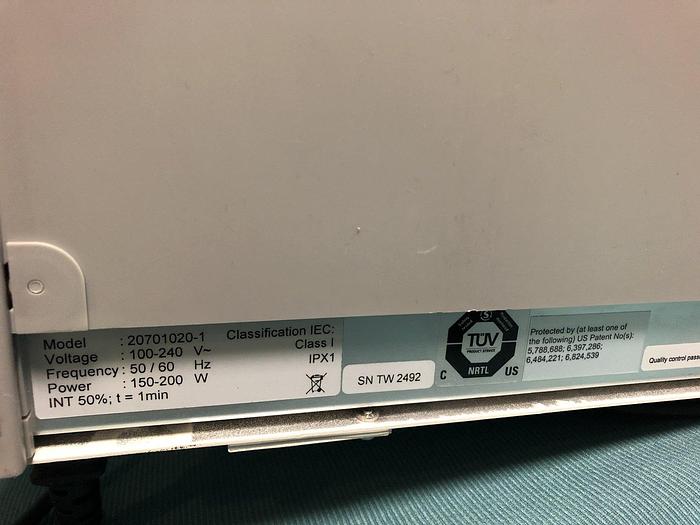 Model : 20701020-1
Voltage : 100-240 V~
Frequency : 50 / 60 Hz
Power : 150-200 W
INT 50%; t = 1min
Classification IEC:
Class I
IPX1
SN TW 2492
TÜV
PRODUCT SERVICE
NRTL
C US
Protected by (at least one of
the following) US Patent No(s):
5,788,688; 6,397,286;
6,484,221; 6,824,539
Quality control